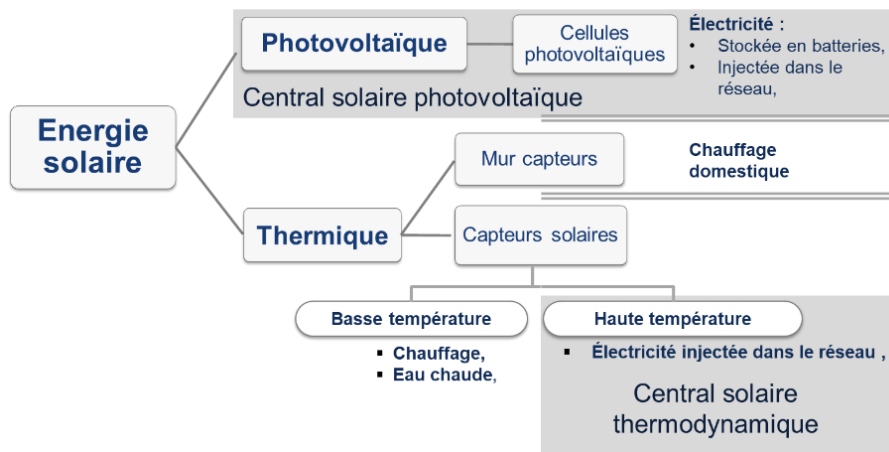 Photovoltaïque
Cellules
photovoltaïques
Électricité :
• Stockée en batteries,
• Injectée dans le
réseau,
Central solaire photovoltaïque
Energie
solaire
Mur capteurs
Chauffage
domestique
Thermique
Capteurs solaires
Basse température
▪ Chauffage,
▪ Eau chaude,
Haute température
▪ Électricité injectée dans le réseau ,
Central solaire
thermodynamique